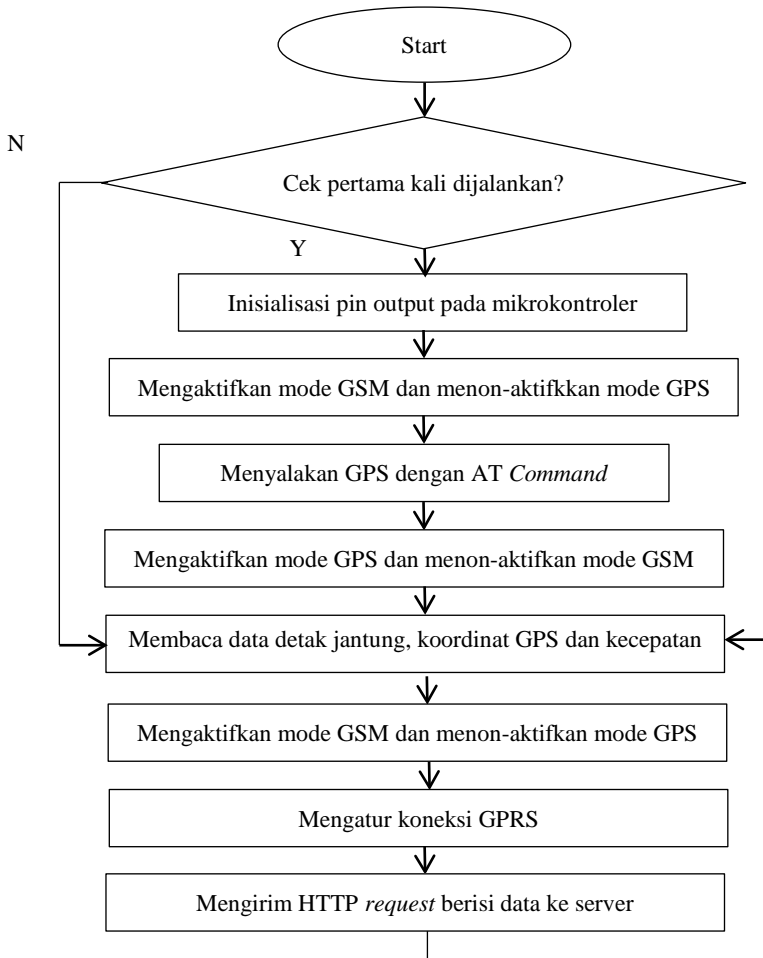 Start
N
Cek pertama kali dijalankan?
Y
Inisialisasi pin output pada mikrokontroler
Mengaktifkan mode GSM dan menon-aktifkkan mode GPS
Menyalakan GPS dengan AT Command
Mengaktifkan mode GPS dan menon-aktifkan mode GSM
Membaca data detak jantung, koordinat GPS dan kecepatan
Mengaktifkan mode GSM dan menon-aktifkan mode GPS
Mengatur koneksi GPRS
Mengirim HTTP request berisi data ke server